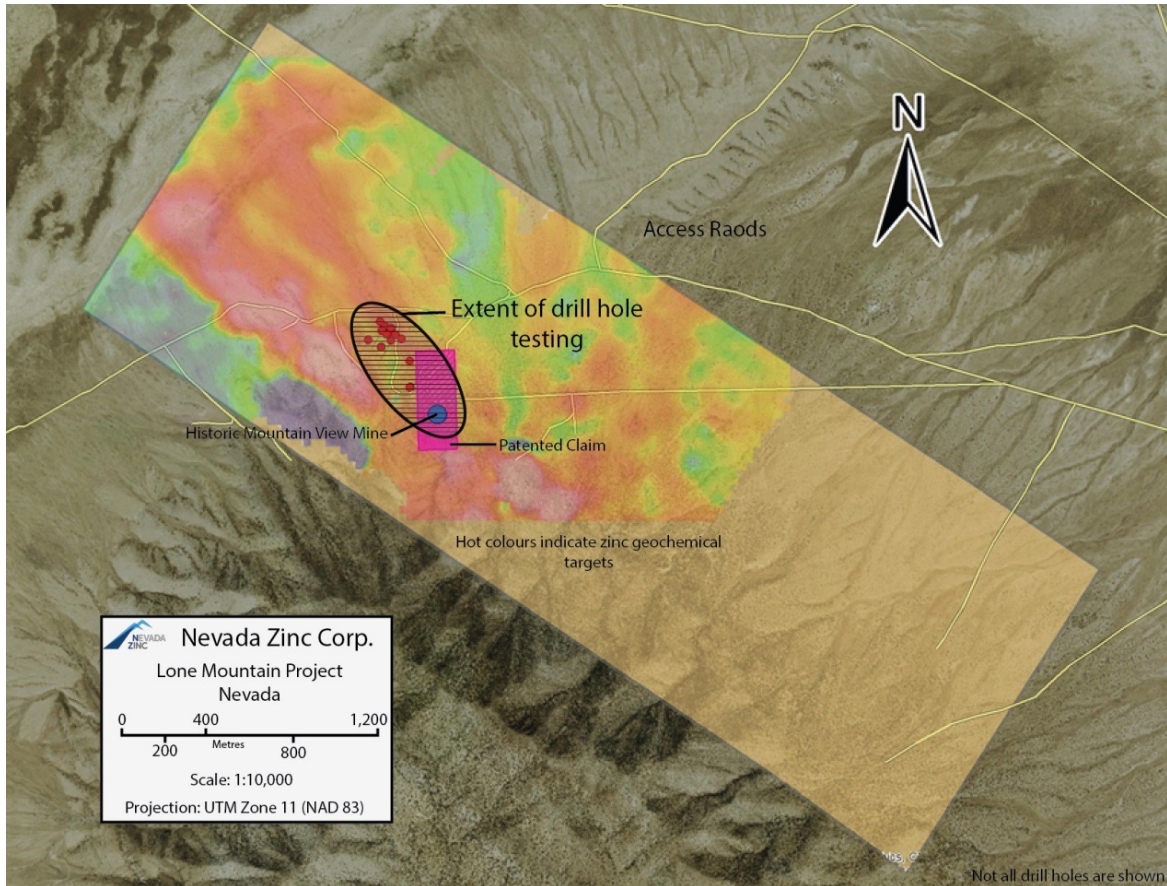 N
Access Raods
Extent of drill hole
testing
Historic Mountain View Mine
Patented Claim
Hot colours indicate zinc geochemical
targets
NEVADA
ZINC
Nevada Zinc Corp.
Lone Mountain Project
Nevada
0 400 1,200
200 Metres 800
Scale: 1:10,000
Projection: UTM Zone 11 (NAD 83)
Not all drill holes are shown